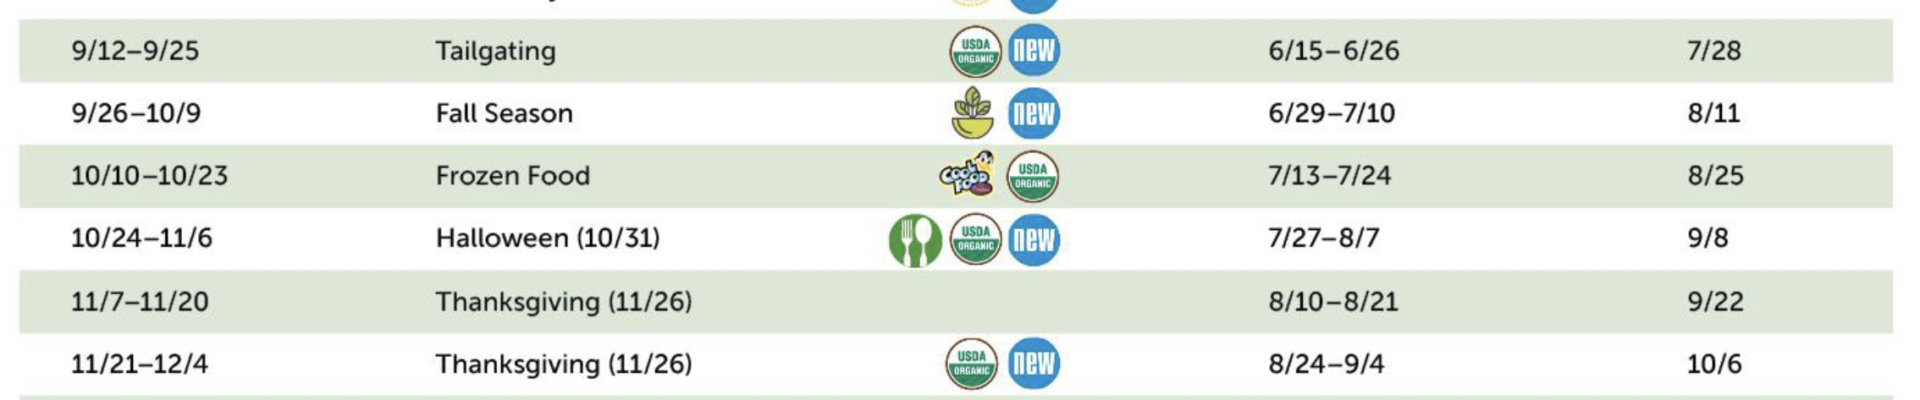 9/12–9/25 Tailgating USDA ORGANIC new 6/15–6/26 7/28
9/26–10/9 Fall Season new 6/29–7/10 8/11
10/10–10/23 Frozen Food COOL FOOD USDA ORGANIC 7/13–7/24 8/25
10/24–11/6 Halloween (10/31) USDA ORGANIC new 7/27–8/7 9/8
11/7–11/20 Thanksgiving (11/26) 8/10–8/21 9/22
11/21–12/4 Thanksgiving (11/26) USDA ORGANIC new 8/24–9/4 10/6